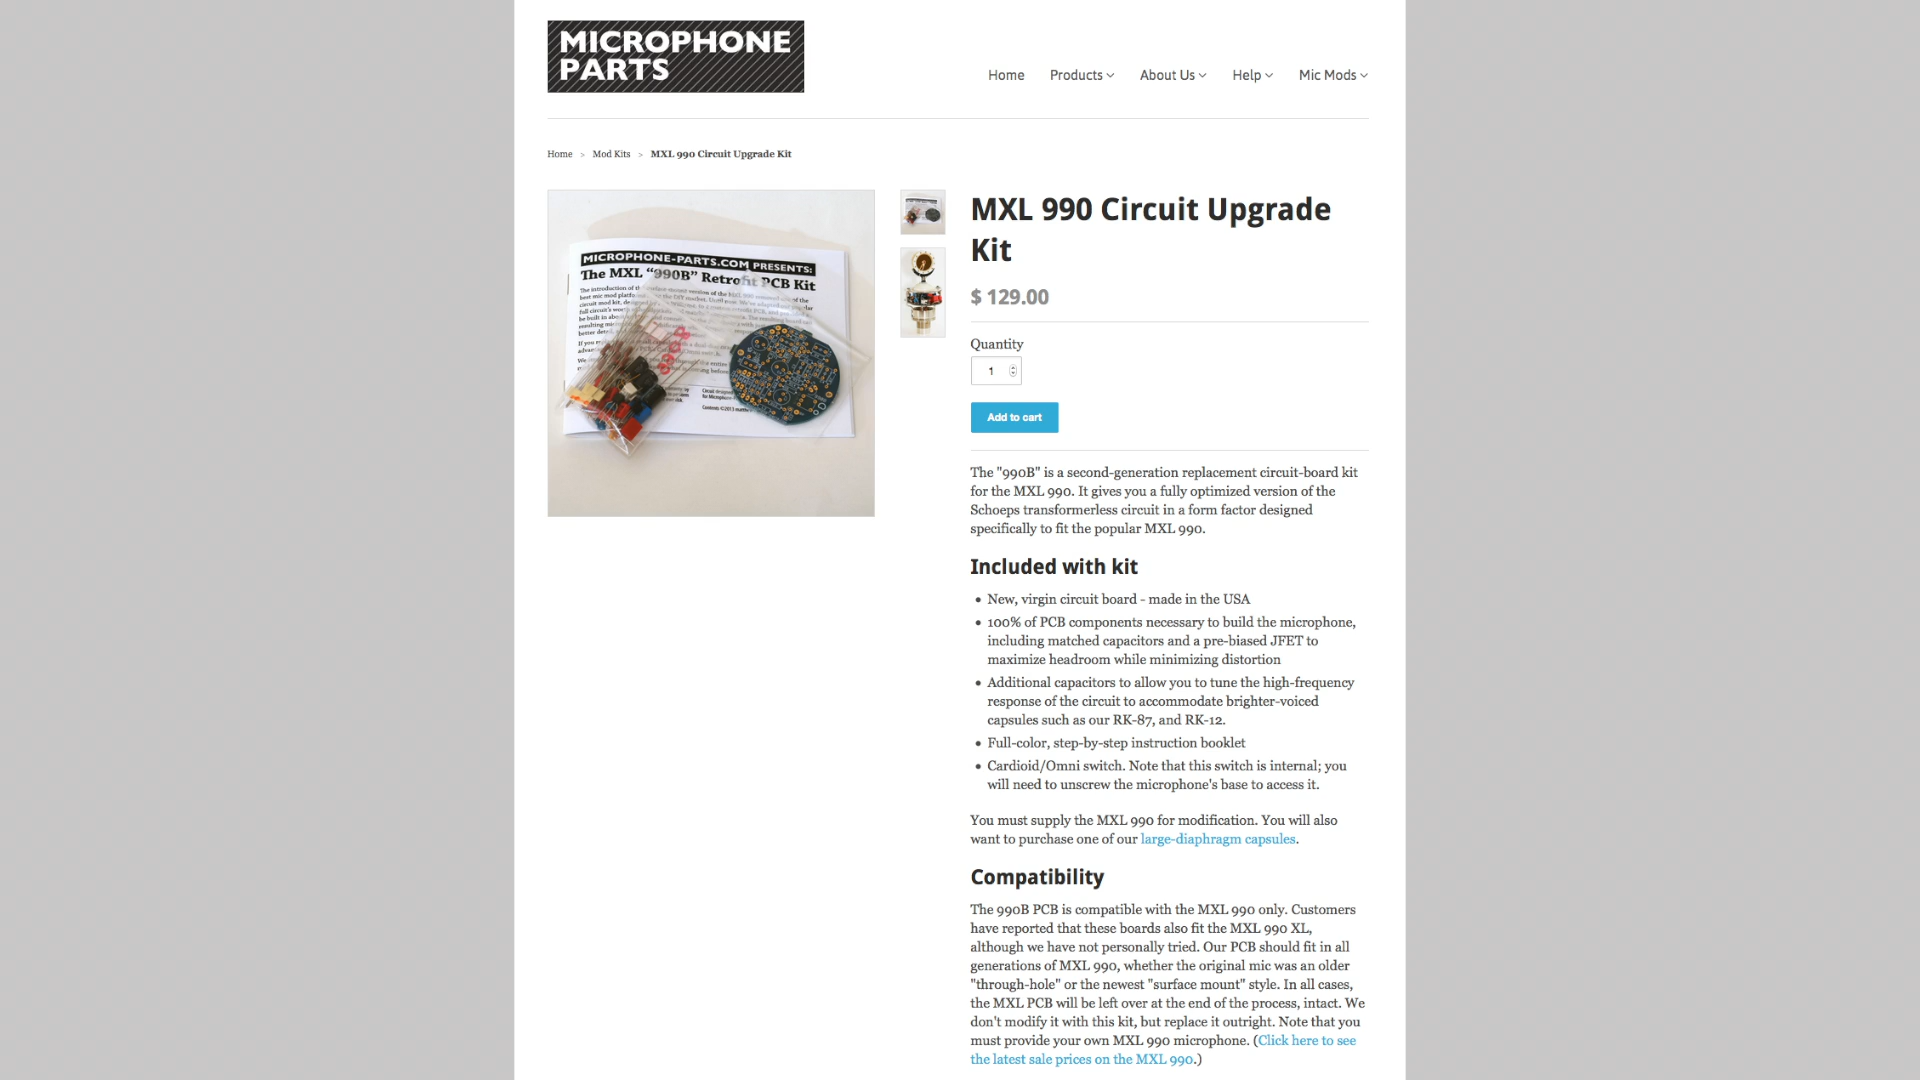 MICROPHONE
PARTS
Home
Products
About Us
Help
Mic Mods
Home > Mod Kits > MXL 990 Circuit Upgrade Kit
MICROPHONE-PARTS.COM PRESENTS:
The MXL “990B” Retrofit PCB Kit
MXL 990 Circuit Upgrade
Kit
$ 129.00
Quantity
1
Add to cart
The "990B" is a second-generation replacement circuit-board kit
for the MXL 990. It gives you a fully optimized version of the
Schoeps transformerless circuit in a form factor designed
specifically to fit the popular MXL 990.
Included with kit
• New, virgin circuit board - made in the USA
• 100% of PCB components necessary to build the microphone,
including matched capacitors and a pre-biased JFET to
maximize headroom while minimizing distortion
• Additional capacitors to allow you to tune the high-frequency
response of the circuit to accommodate brighter-voiced
capsules such as our RK-87, and RK-12.
• Full-color, step-by-step instruction booklet
• Cardioid/Omni switch. Note that this switch is internal; you
will need to unscrew the microphone's base to access it.
You must supply the MXL 990 for modification. You will also
want to purchase one of our large-diaphragm capsules.
Compatibility
The 990B PCB is compatible with the MXL 990 only. Customers
have reported that these boards also fit the MXL 990 XL,
although we have not personally tried. Our PCB should fit in all
generations of MXL 990, whether the original mic was an older
"through-hole" or the newest "surface mount" style. In all cases,
the MXL PCB will be left over at the end of the process, intact. We
don't modify it with this kit, but replace it outright. Note that you
must provide your own MXL 990 microphone. (Click here to see
the latest sale prices on the MXL 990.)